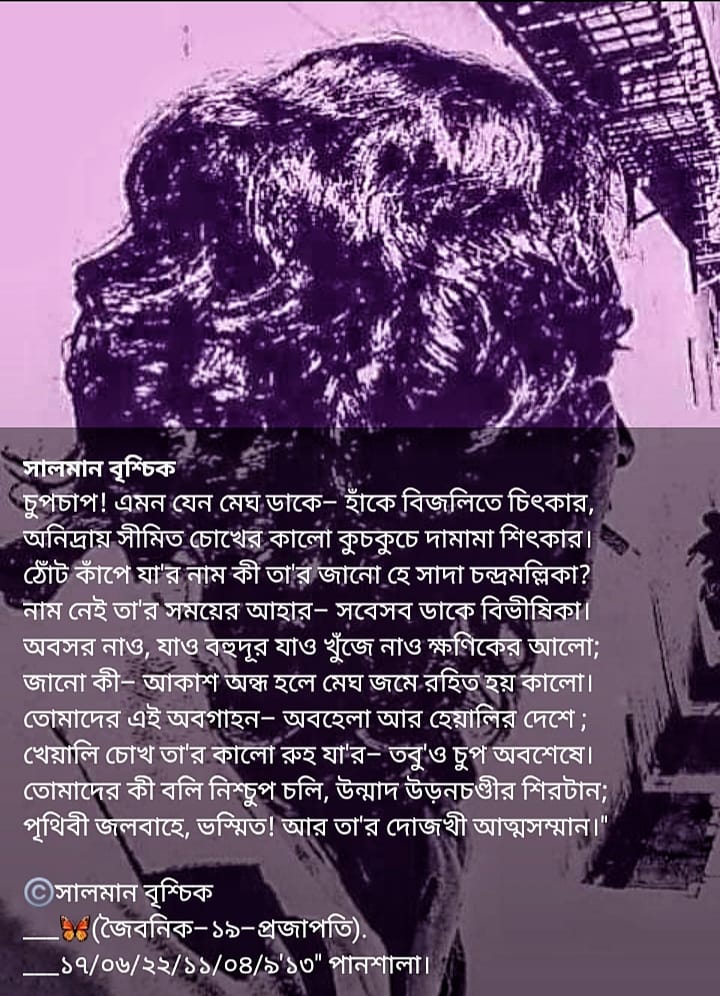 সালমান বৃশ্চিক
চুপচাপ! এমন যেন মেঘ ডাকে– হাঁকে বিজলিতে চিৎকার,
অনিদ্রায় সীমিত চোখের কালো কুচকুচে দামামা শিৎকার।
ঠোঁট কাঁপে যা'র নাম কী তা'র জানো হে সাদা চন্দ্রমল্লিকা?
নাম নেই তা'র সময়ের আহার– সবেসব ডাকে বিভীষিকা।
অবসর নাও, যাও বহুদূর যাও খুঁজে নাও ক্ষণিকের আলো;
জানো কী– আকাশ অন্ধ হলে মেঘ জমে রহিত হয় কালো।
তোমাদের এই অবগাহন– অবহেলা আর হেয়ালির দেশে ;
খেয়ালি চোখ তা'র কালো রুহ যা'র– তবু'ও চুপ অবশেষে।
তোমাদের কী বলি নিশ্চুপ চলি, উন্মাদ উড়নচণ্ডীর শিরটান;
পৃথিবী জলবাহে, ভস্মিত! আর তা'র দোজখী আত্মসম্মান।"
©️সালমান বৃশ্চিক
___🦋(জৈবনিক–১৯–প্রজাপতি).
___১৭/০৬/২২/১১/০৪/৯'১৩" পানশালা।